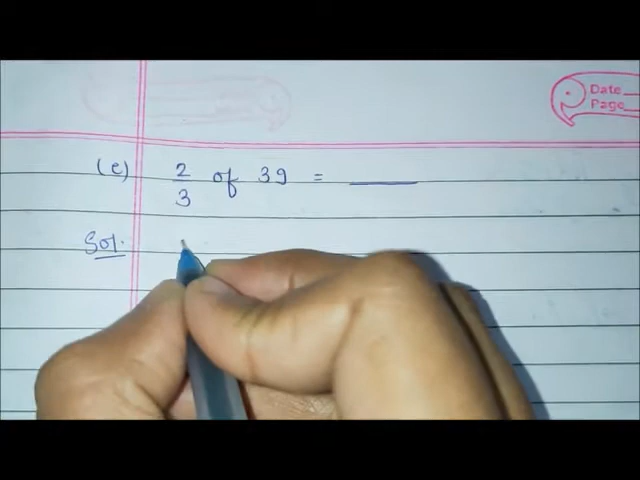 Date
Page
(e) 2/3 of 39 = ____
Sol.